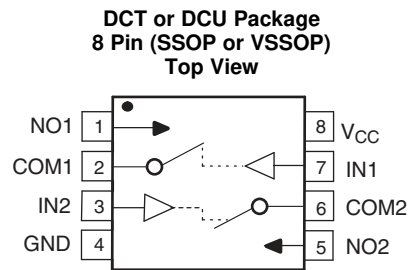 DCT or DCU Package
8 Pin (SSOP or VSSOP)
Top View
NO1 1 8 VCC
COM1 2 7 IN1
IN2 3 6 COM2
GND 4 5 NO2